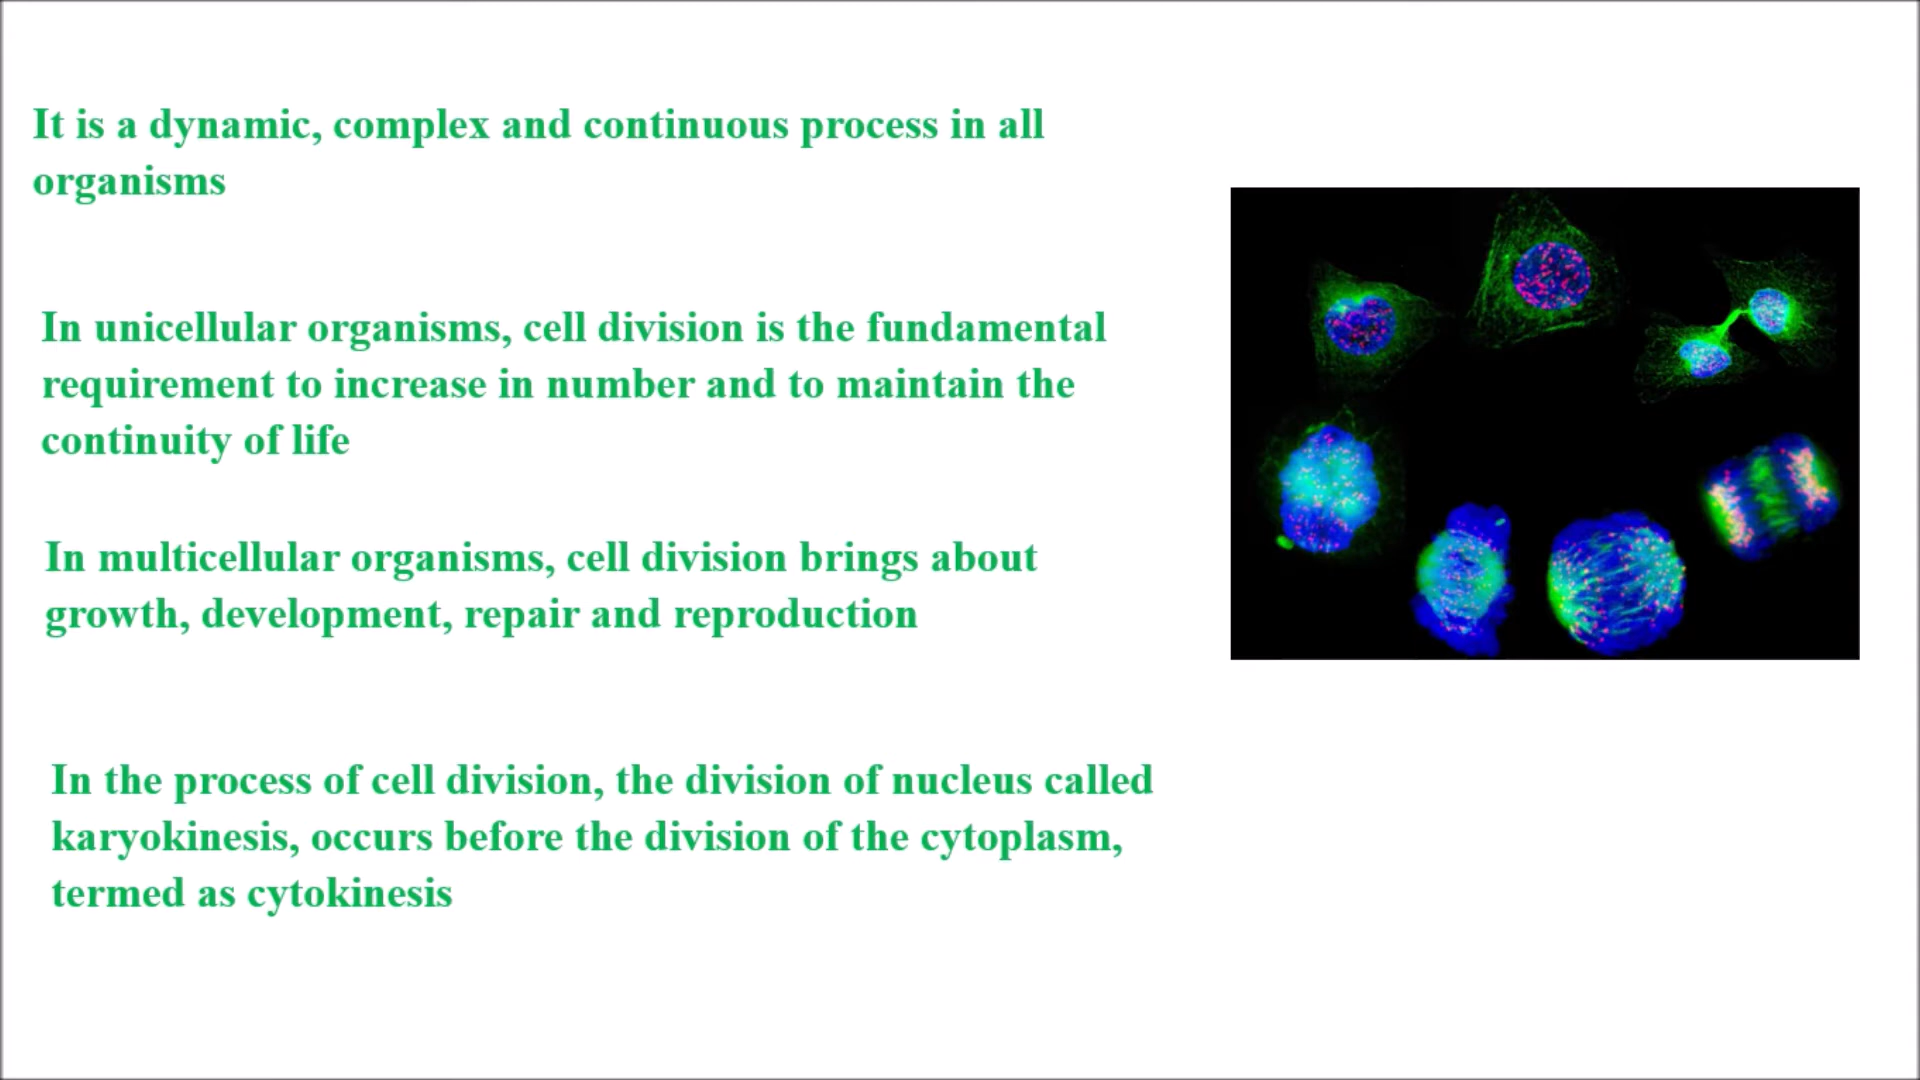 It is a dynamic, complex and continuous process in all
organisms
In unicellular organisms, cell division is the fundamental
requirement to increase in number and to maintain the
continuity of life
In multicellular organisms, cell division brings about
growth, development, repair and reproduction
In the process of cell division, the division of nucleus called
karyokinesis, occurs before the division of the cytoplasm,
termed as cytokinesis